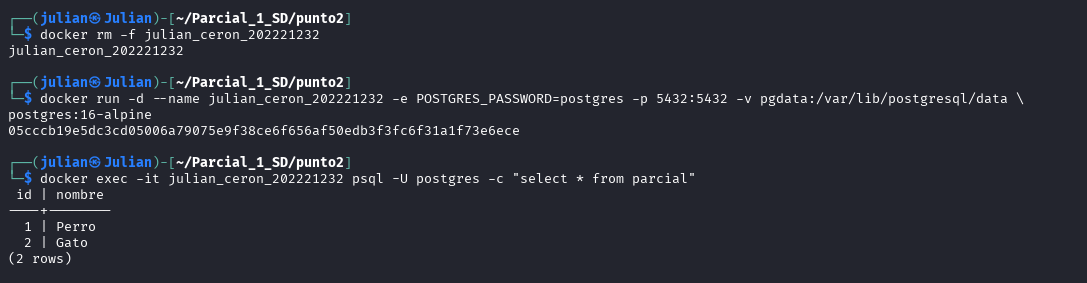 ┌──(julian㉿Julian)-[~/Parcial_1_SD/punto2]
└─$ docker rm -f julian_ceron_202221232
julian_ceron_202221232
┌──(julian㉿Julian)-[~/Parcial_1_SD/punto2]
└─$ docker run -d --name julian_ceron_202221232 -e POSTGRES_PASSWORD=postgres -p 5432:5432 -v pgdata:/var/lib/postgresql/data \
postgres:16-alpine
05cccb19e5dc3cd05006a79075e9f38ce6f656af50edb3f3fc6f31a1f73e6ece
┌──(julian㉿Julian)-[~/Parcial_1_SD/punto2]
└─$ docker exec -it julian_ceron_202221232 psql -U postgres -c "select * from parcial"
 id | nombre
----+--------
  1 | Perro
  2 | Gato
(2 rows)